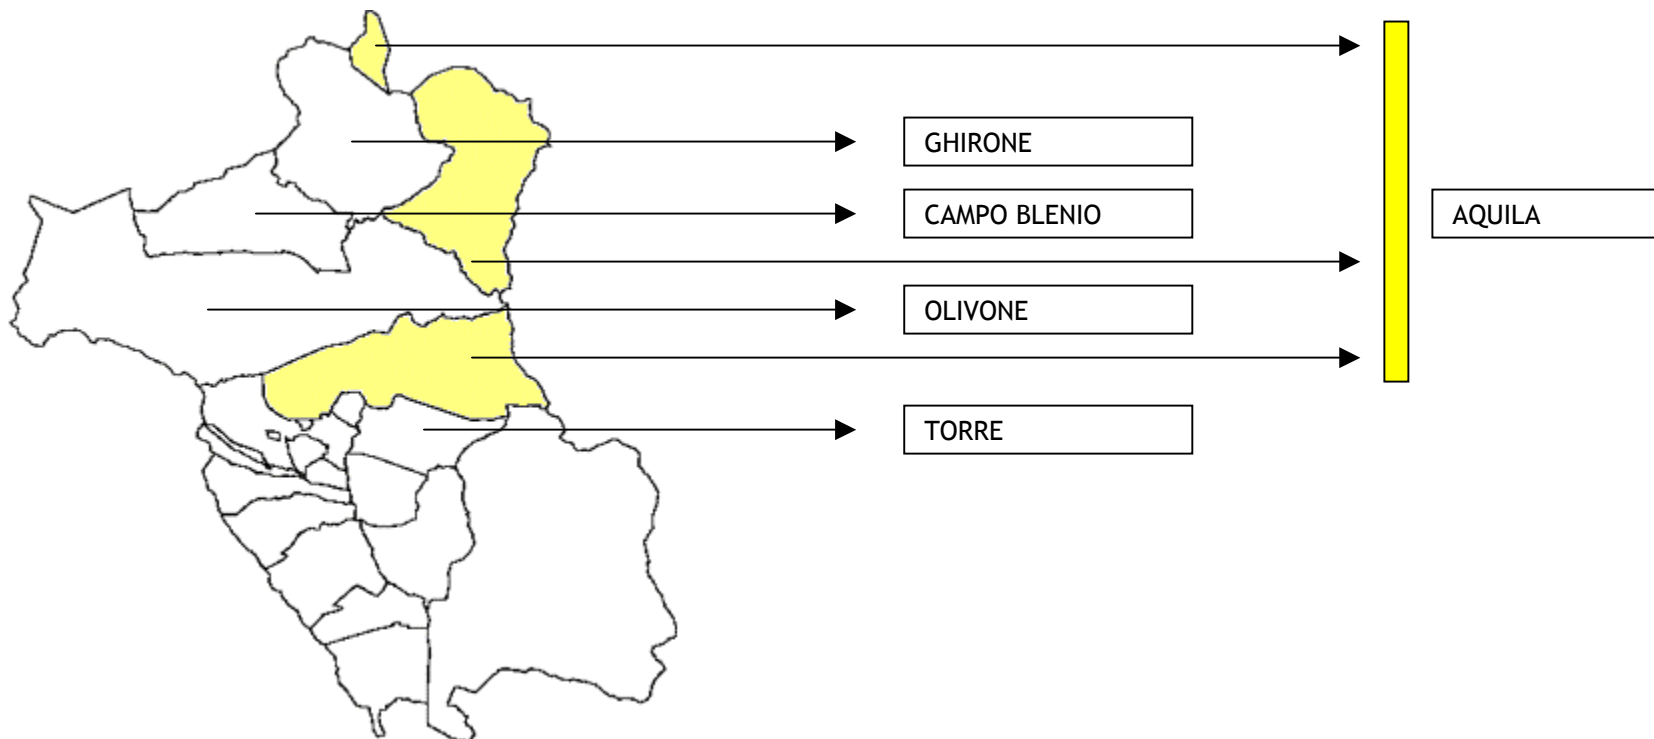 GHIRONE
CAMPO BLENIO
AQUILA
OLIVONE
TORRE